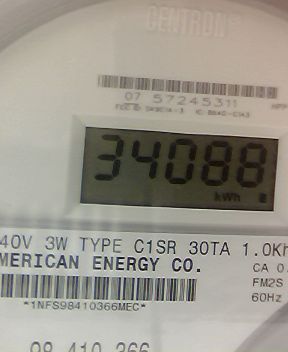 CENTRON®
07 57245311
34088
kWh
40V 3W TYPE C1SR 30TA 1.0Kh
MERICAN ENERGY CO.
CA 0.
FM2S
60Hz
*1NFS98410366MEC*
98 410 366